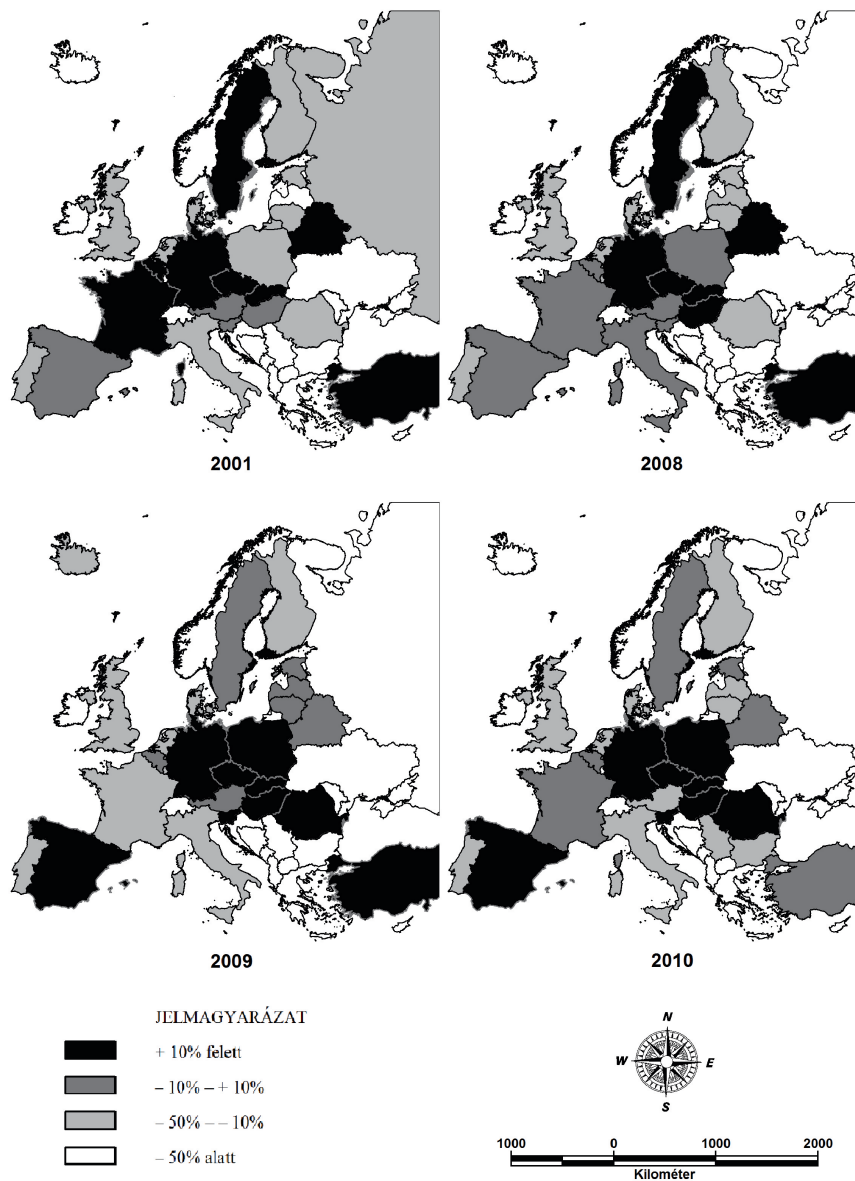 2001
2008
2009
2010
JELMAGYARÁZAT
+ 10% felett
– 10% – + 10%
– 50% – – 10%
– 50% alatt
N
W
E
S
1000 0 1000 2000
Kilométer